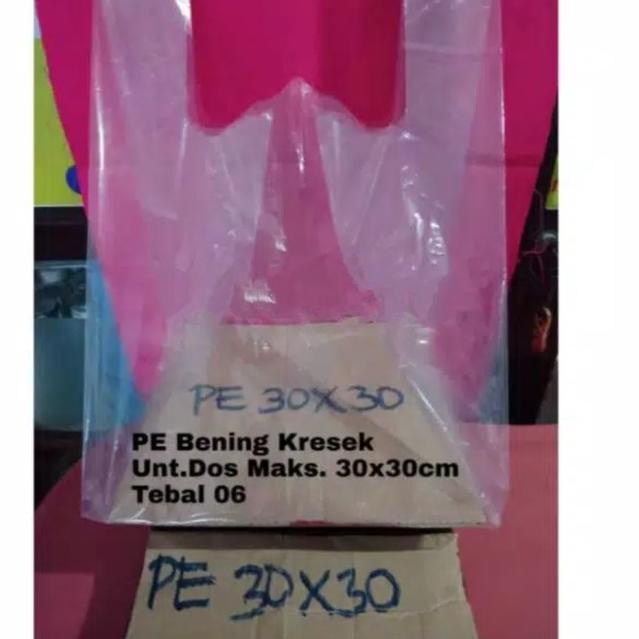 PE 30X30
PE Bening Kresek
Unt.Dos Maks. 30x30cm
Tebal 06
PE 30X30